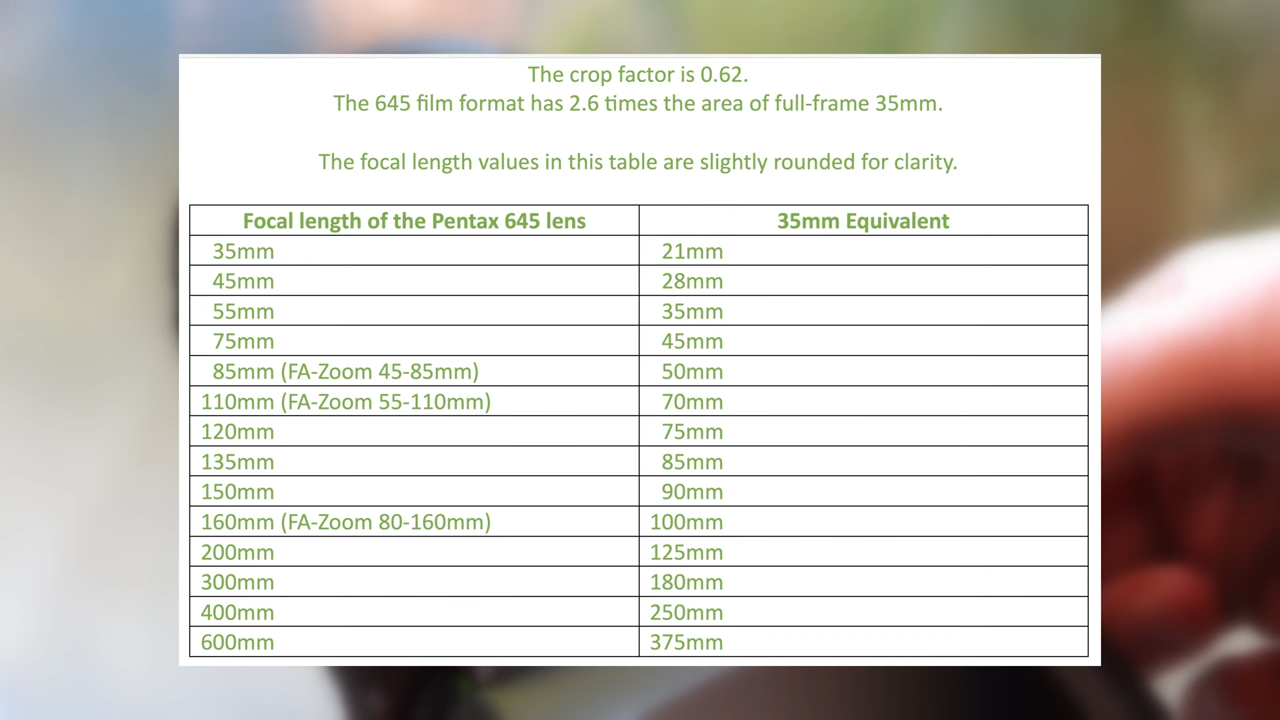 The crop factor is 0.62.
The 645 film format has 2.6 times the area of full-frame 35mm.
The focal length values in this table are slightly rounded for clarity.
Focal length of the Pentax 645 lens 35mm Equivalent
35mm 21mm
45mm 28mm
55mm 35mm
75mm 45mm
85mm (FA-Zoom 45-85mm) 50mm
110mm (FA-Zoom 55-110mm) 70mm
120mm 75mm
135mm 85mm
150mm 90mm
160mm (FA-Zoom 80-160mm) 100mm
200mm 125mm
300mm 180mm
400mm 250mm
600mm 375mm